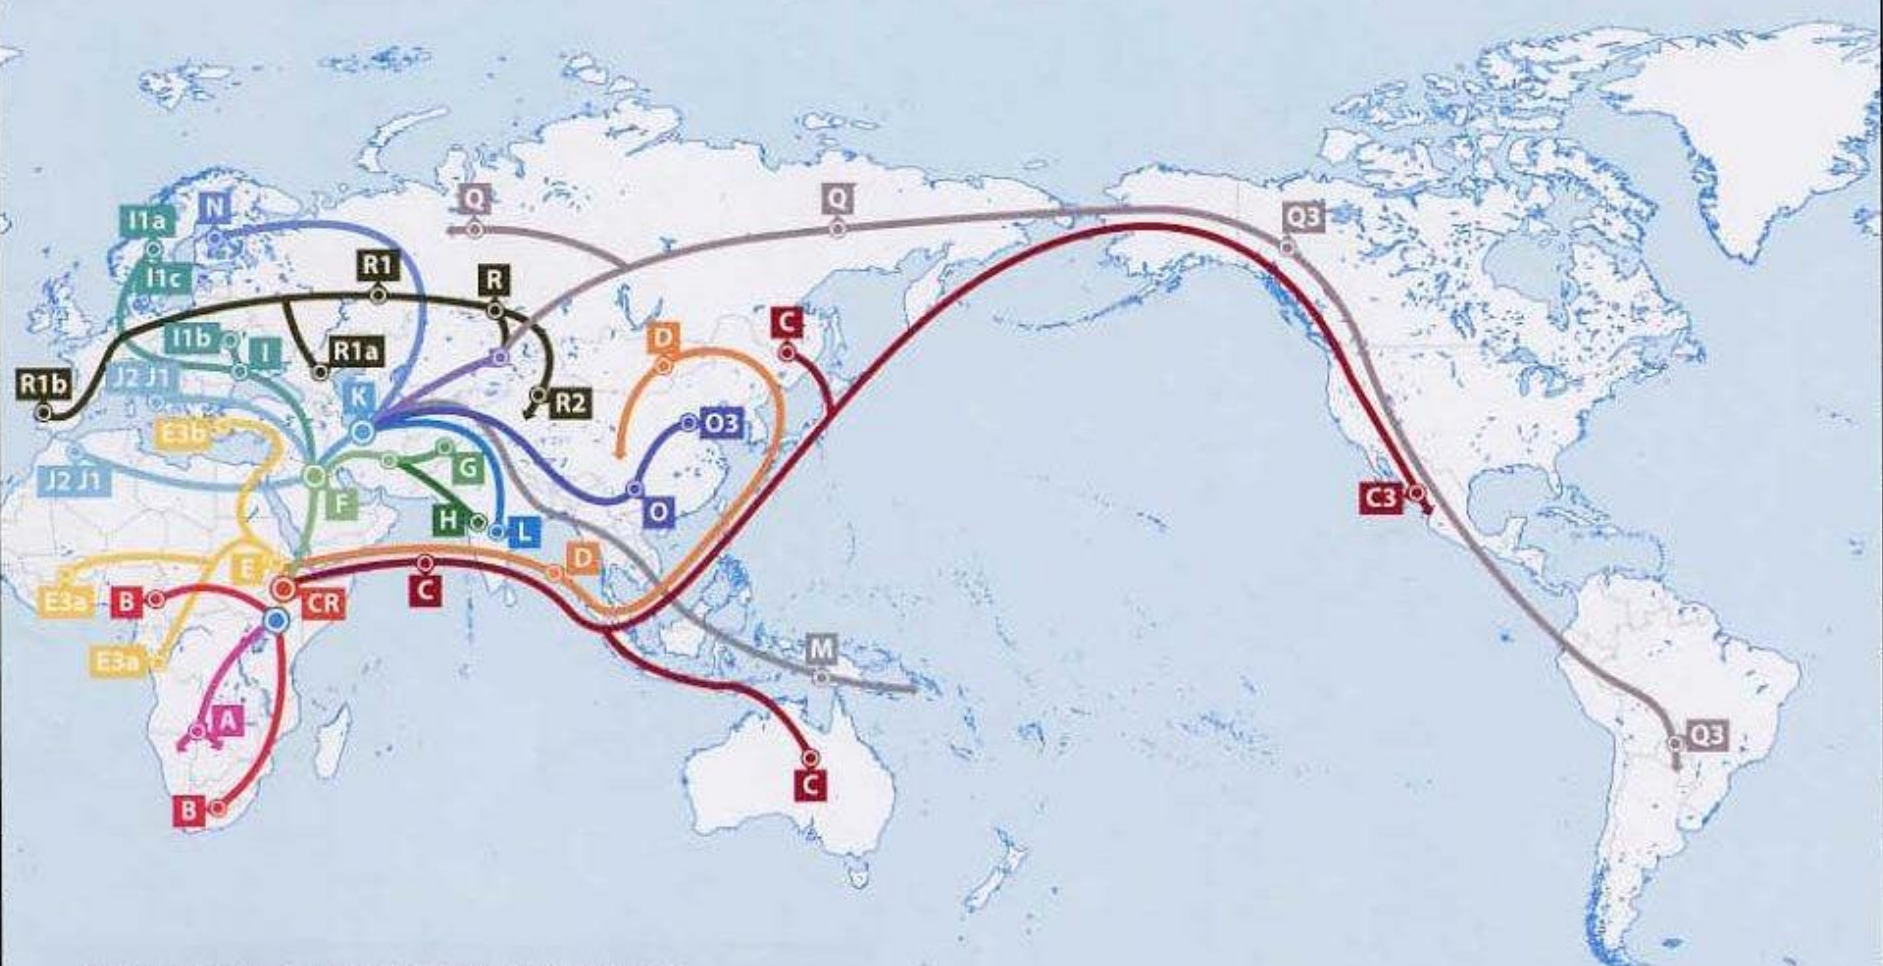 Q
Q
N
I1a
Q3
I1c
R1
R
C
D
I1b
I
R1a
J2 J1
R1b
K
R2
O3
E3b
G
J2 J1
C3
F
O
H
L
E
D
C
CR
E3a
B
M
E3a
A
Q3
C
B